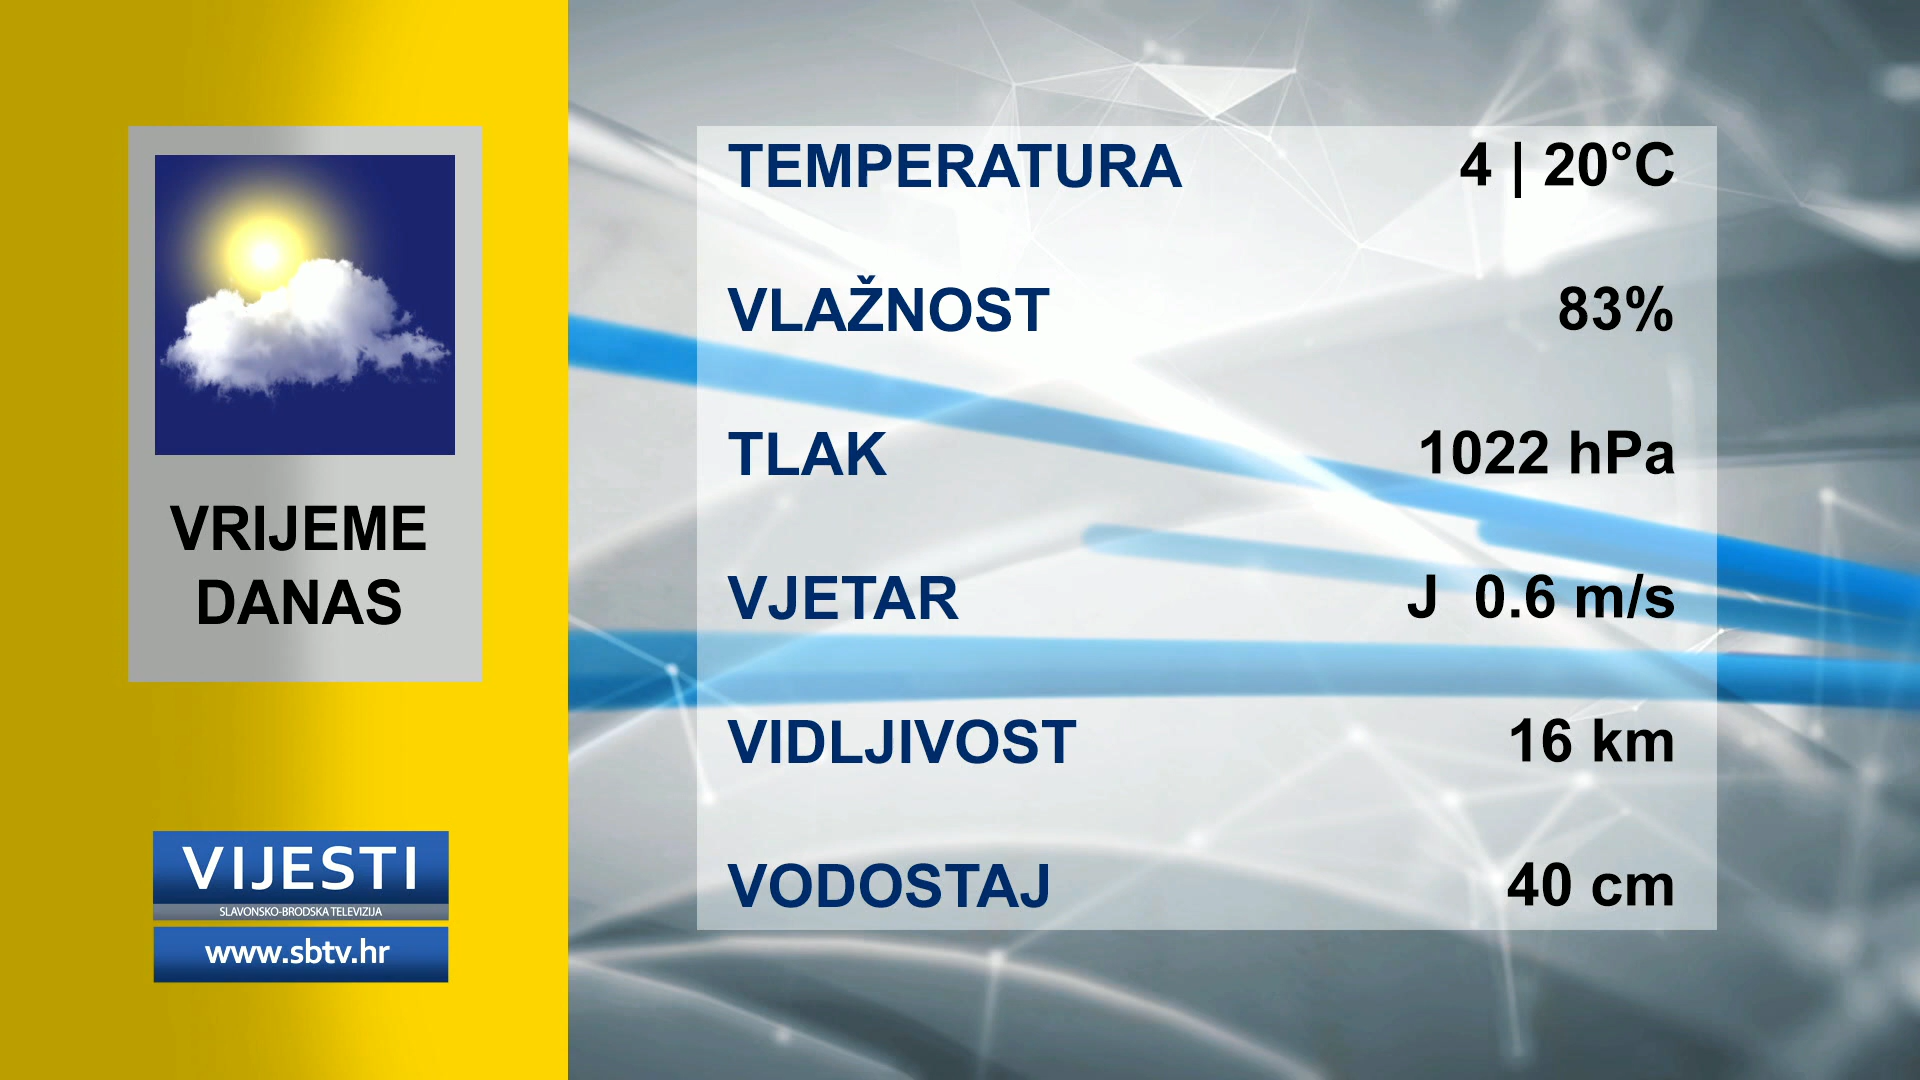 VRIJEME
DANAS
VIJESTI
SLAVONSKO-BRODSKA TELEVIZIJA
www.sbtv.hr
TEMPERATURA 4 | 20°C
VLAŽNOST 83%
TLAK 1022 hPa
VJETAR J 0.6 m/s
VIDLJIVOST 16 km
VODOSTAJ 40 cm